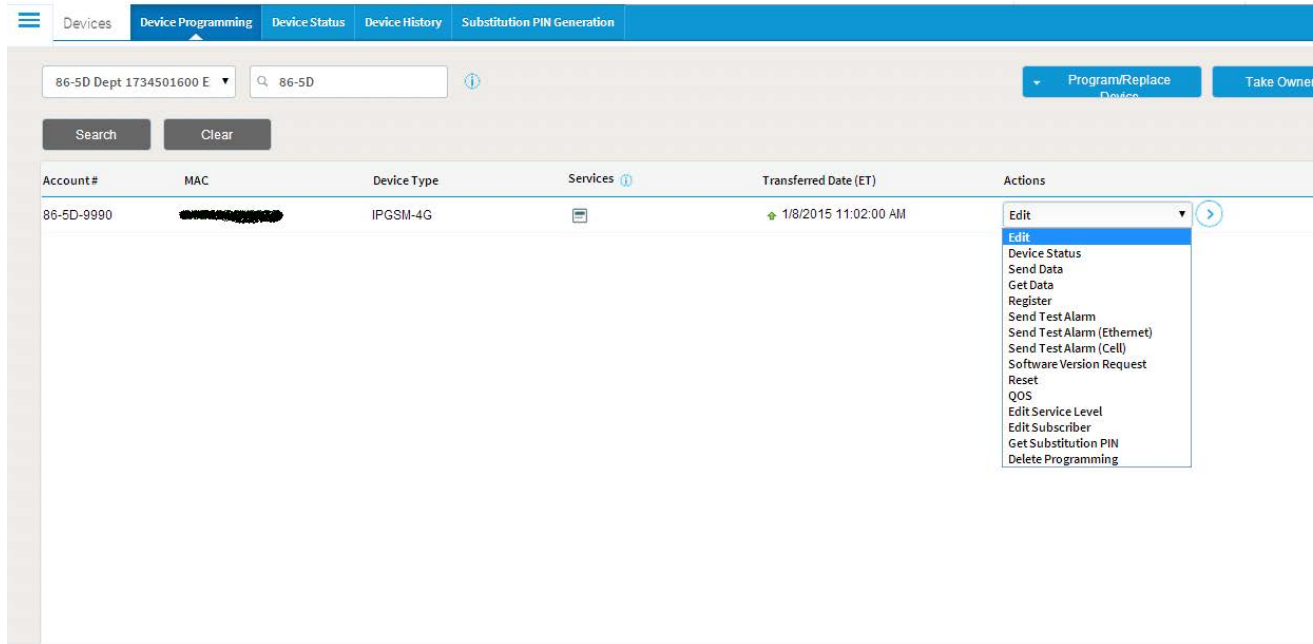 Devices Device Programming Device Status Device History Substitution PIN Generation
86-5D Dept 1734501600 E 86-5D
Program/Replace Device
Take Owner
Search Clear
Account# MAC Device Type Services Transferred Date (ET) Actions
86-5D-9990 IPGSM-4G 1/8/2015 11:02:00 AM Edit
Edit
Device Status
Send Data
Get Data
Register
Send Test Alarm
Send Test Alarm (Ethernet)
Send Test Alarm (Cell)
Software Version Request
Reset
QOS
Edit Service Level
Edit Subscriber
Get Substitution PIN
Delete Programming